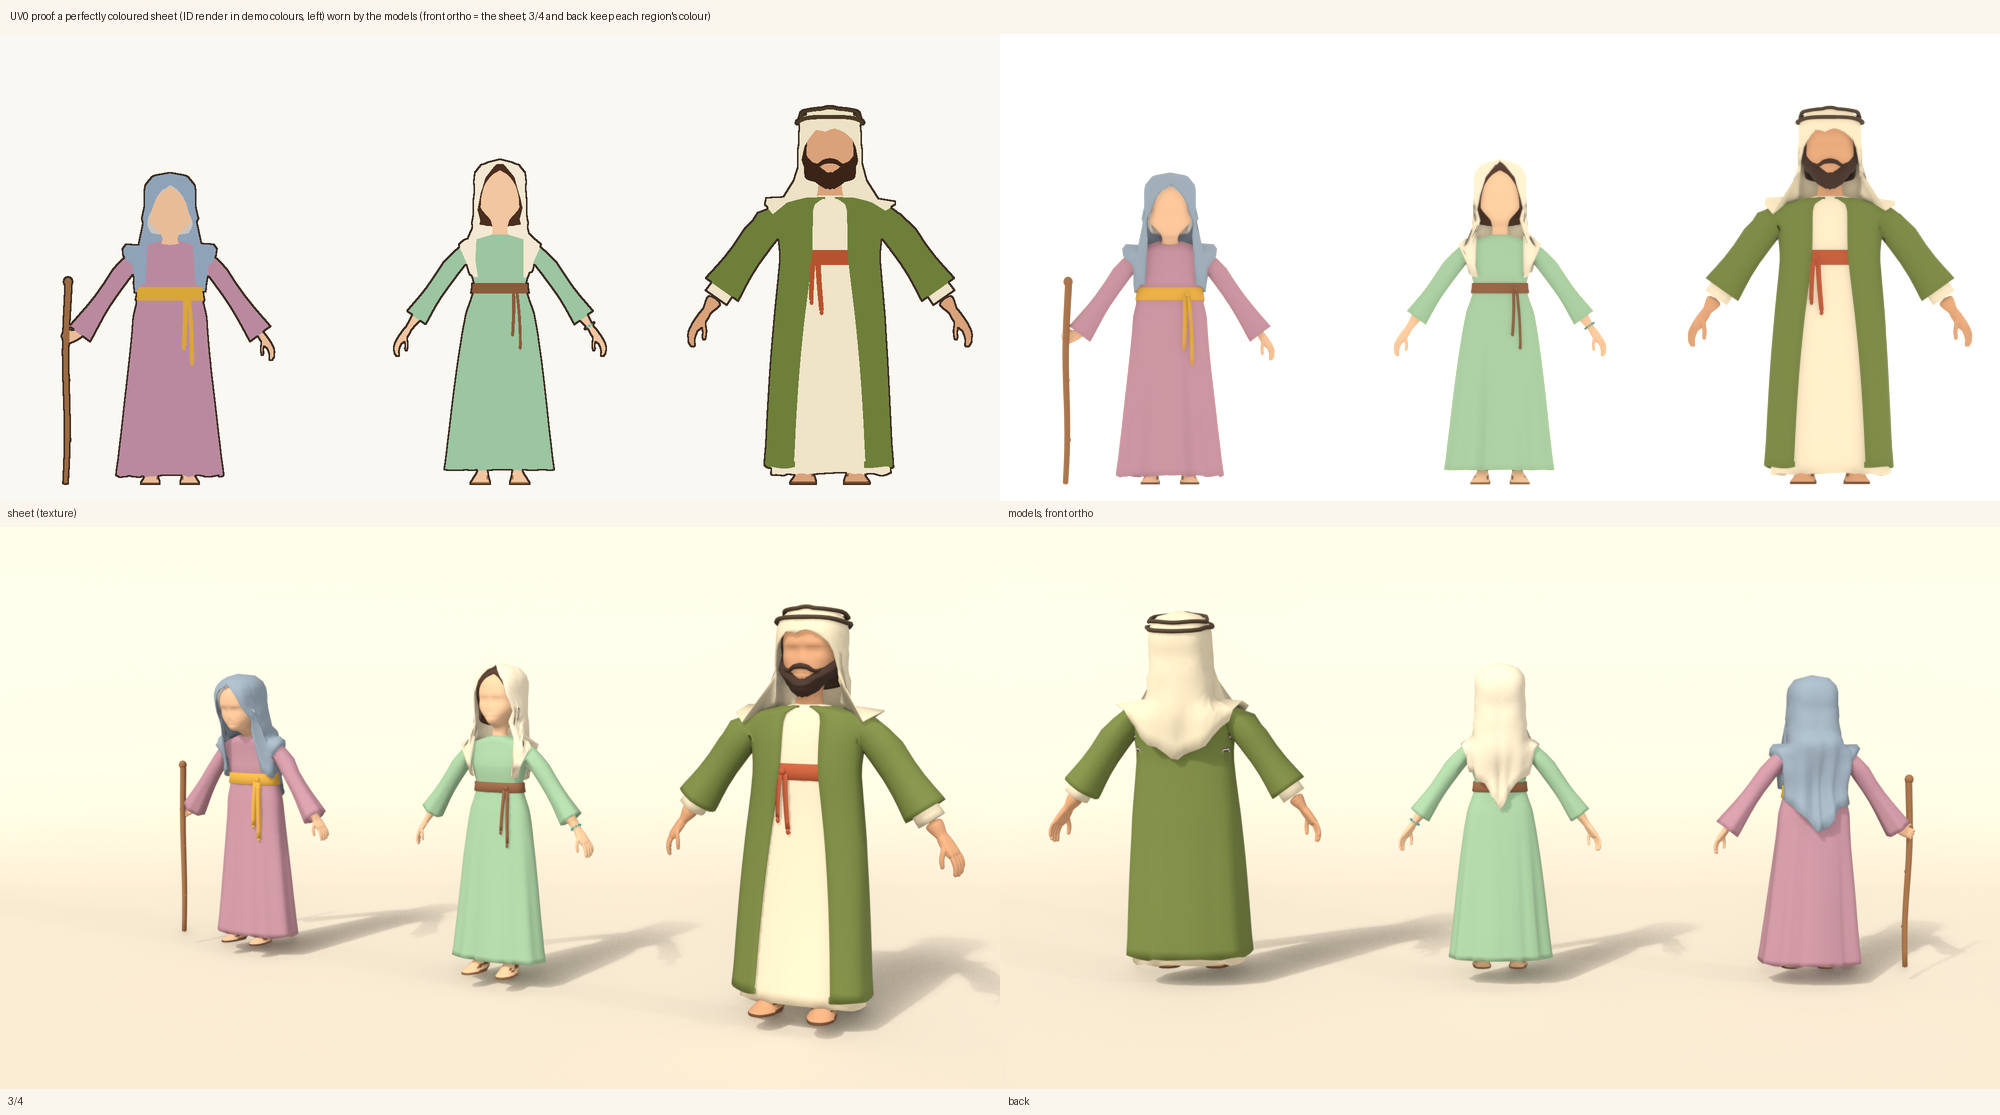 UV0 proof: a perfectly coloured sheet (ID render in demo colours, left) worn by the models (front ortho = the sheet; 3/4 and back keep each region's colour)
sheet (texture)
models, front ortho
3/4
back